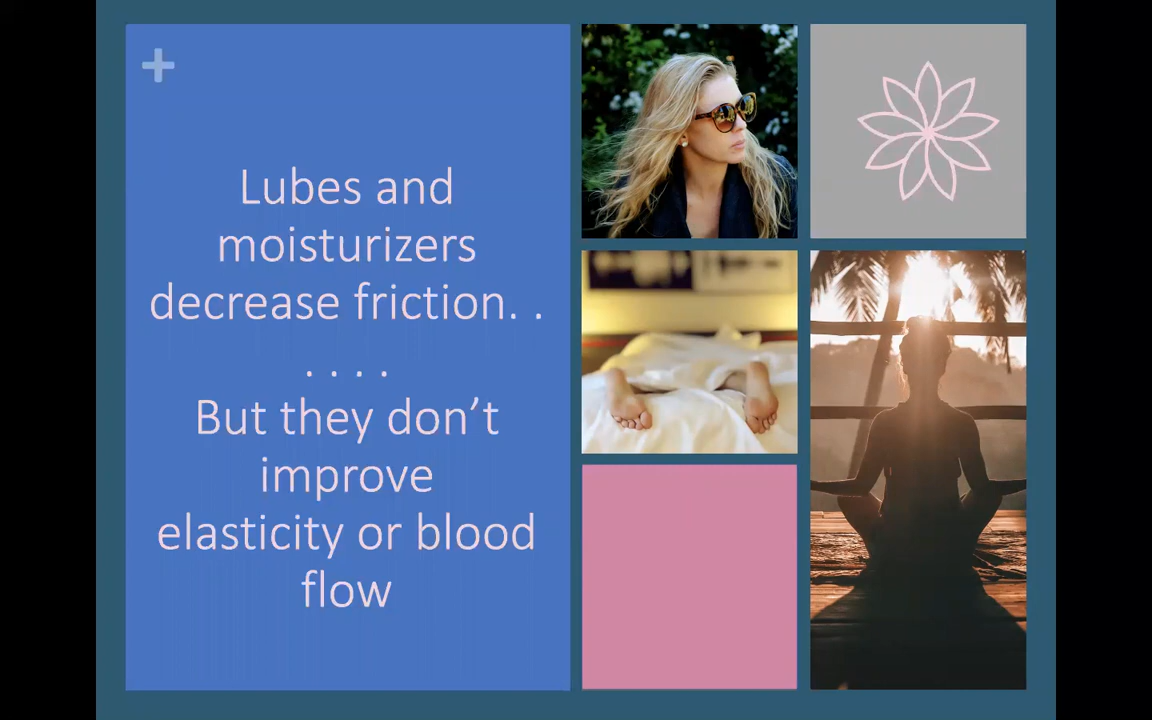 +
Lubes and
moisturizers
decrease friction. .
. . . .
But they don’t
improve
elasticity or blood
flow